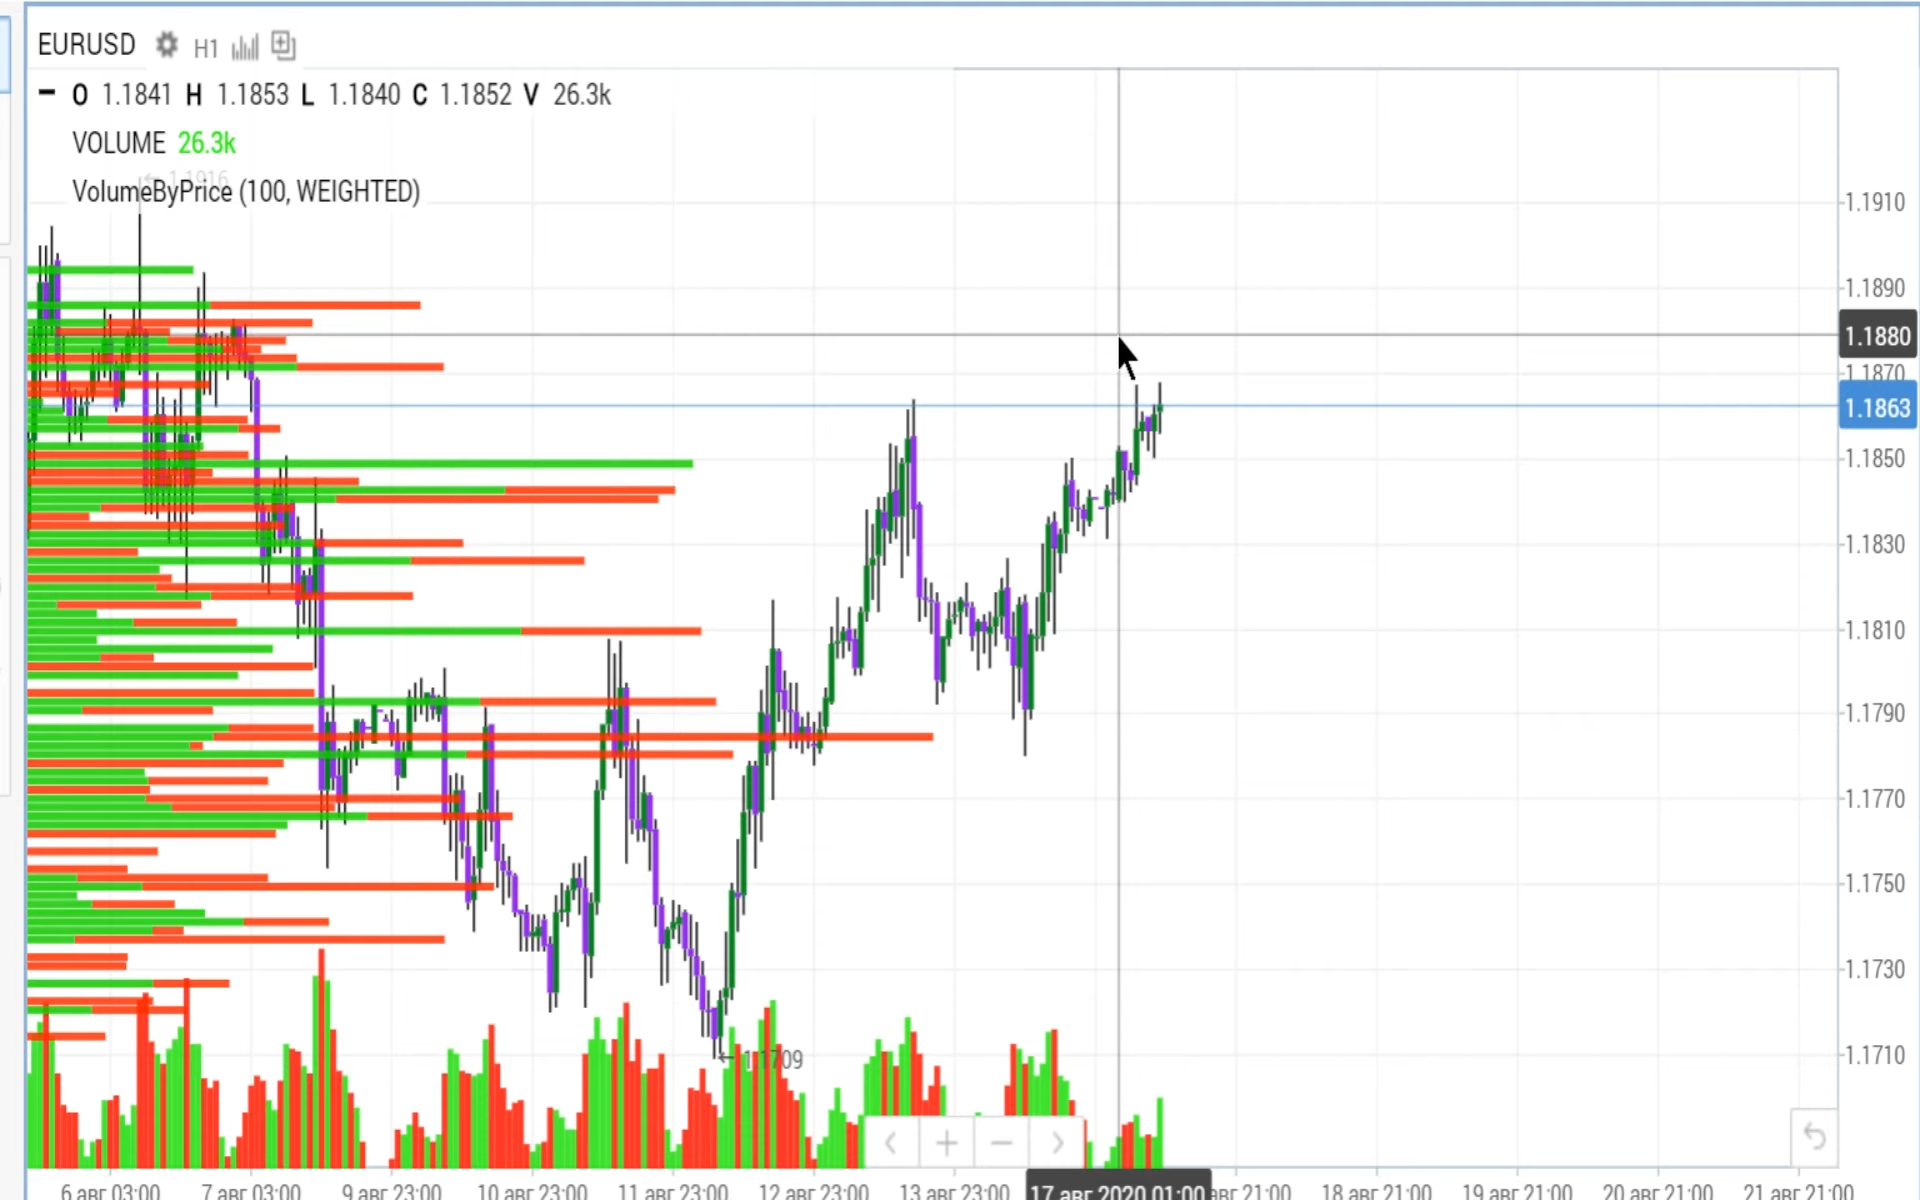 EURUSD H1
O 1.1841 H 1.1853 L 1.1840 C 1.1852 V 26.3k
VOLUME 26.3k
1.1916
VolumeByPrice (100, WEIGHTED)
1.1910
1.1890
1.1880
1.1870
1.1863
1.1850
1.1830
1.1810
1.1790
1.1770
1.1750
1.1730
1.1710
1.1709
6 авг 03:00
7 авг 03:00
9 авг 23:00
10 авг 23:00
11 авг 23:00
12 авг 23:00
13 авг 23:00
17 авг 2020 01:00
авг 21:00
18 авг 21:00
19 авг 21:00
20 авг 21:00
21 авг 21:00